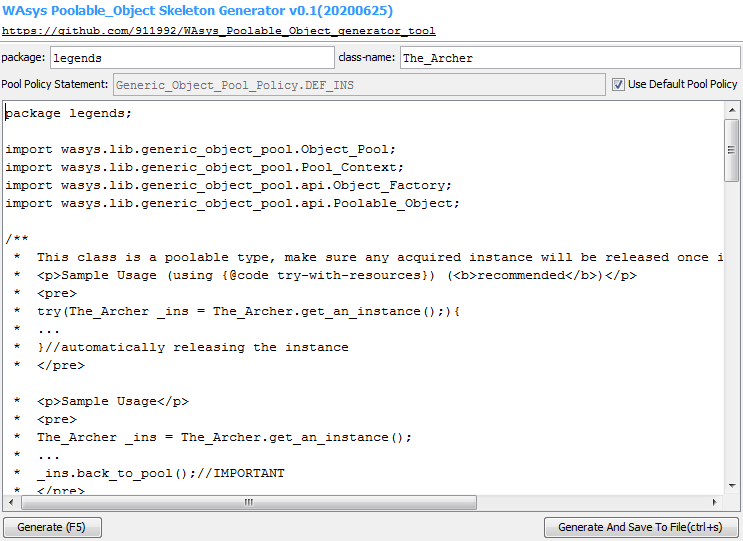 WAsys Poolable_Object Skeleton Generator v0.1(20200625)
https://github.com/911992/WAsys_Poolable_Object_generator_tool
package: legends class-name: The_Archer
Pool Policy Statement: Generic_Object_Pool_Policy.DEF_INS Use Default Pool Policy
package legends;
import wasys.lib.generic_object_pool.Object_Pool;
import wasys.lib.generic_object_pool.Pool_Context;
import wasys.lib.generic_object_pool.api.Object_Factory;
import wasys.lib.generic_object_pool.api.Poolable_Object;
/**
* This class is a poolable type, make sure any acquired instance will be released once i
* <p>Sample Usage (using {@code try-with-resources}) (<b>recommended</b>)</p>
* <pre>
* try(The_Archer _ins = The_Archer.get_an_instance();){
* ...
* }//automatically releasing the instance
* </pre>
* <p>Sample Usage</p>
* <pre>
* The_Archer _ins = The_Archer.get_an_instance();
* ...
* _ins.back_to_pool();//IMPORTANT
* </pre>
Generate (F5) Generate And Save To File(ctrl+s)